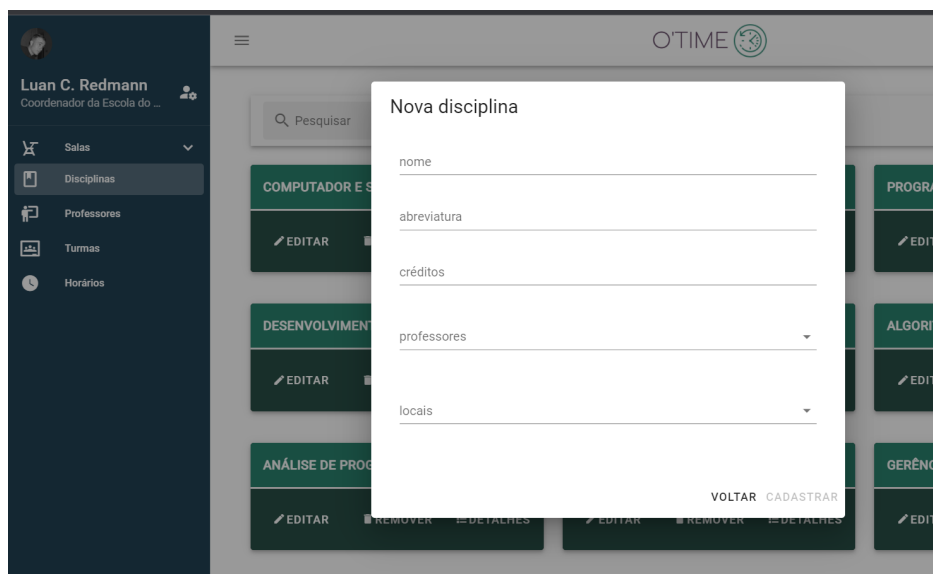 O'TIME
Luan C. Redmann
Coordenador da Escola do ...
Salas
Disciplinas
Professores
Turmas
Horários
Pesquisar
Nova disciplina
nome
abreviatura
créditos
professores
locais
VOLTAR CADASTRAR
COMPUTADOR E S
PROGRA
EDITAR
EDIT
DESENVOLVIMENT
ALGORI
EDITAR
EDIT
ANÁLISE DE PROG
GERÊNC
EDITAR REMOVER DETALHES EDITAR REMOVER DETALHES EDIT